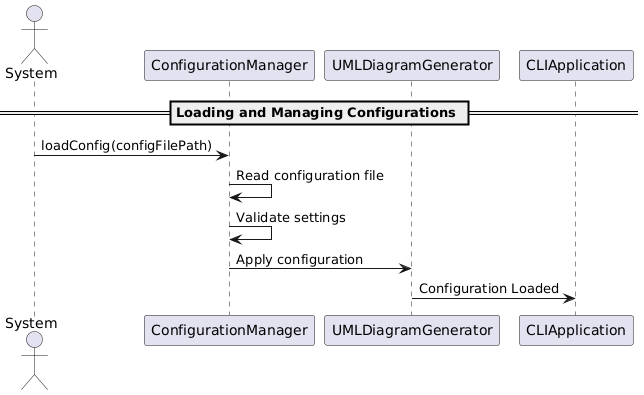 System
ConfigurationManager
UMLDiagramGenerator
CLIApplication
Loading and Managing Configurations
loadConfig(configFilePath)
Read configuration file
Validate settings
Apply configuration
Configuration Loaded
System
ConfigurationManager
UMLDiagramGenerator
CLIApplication